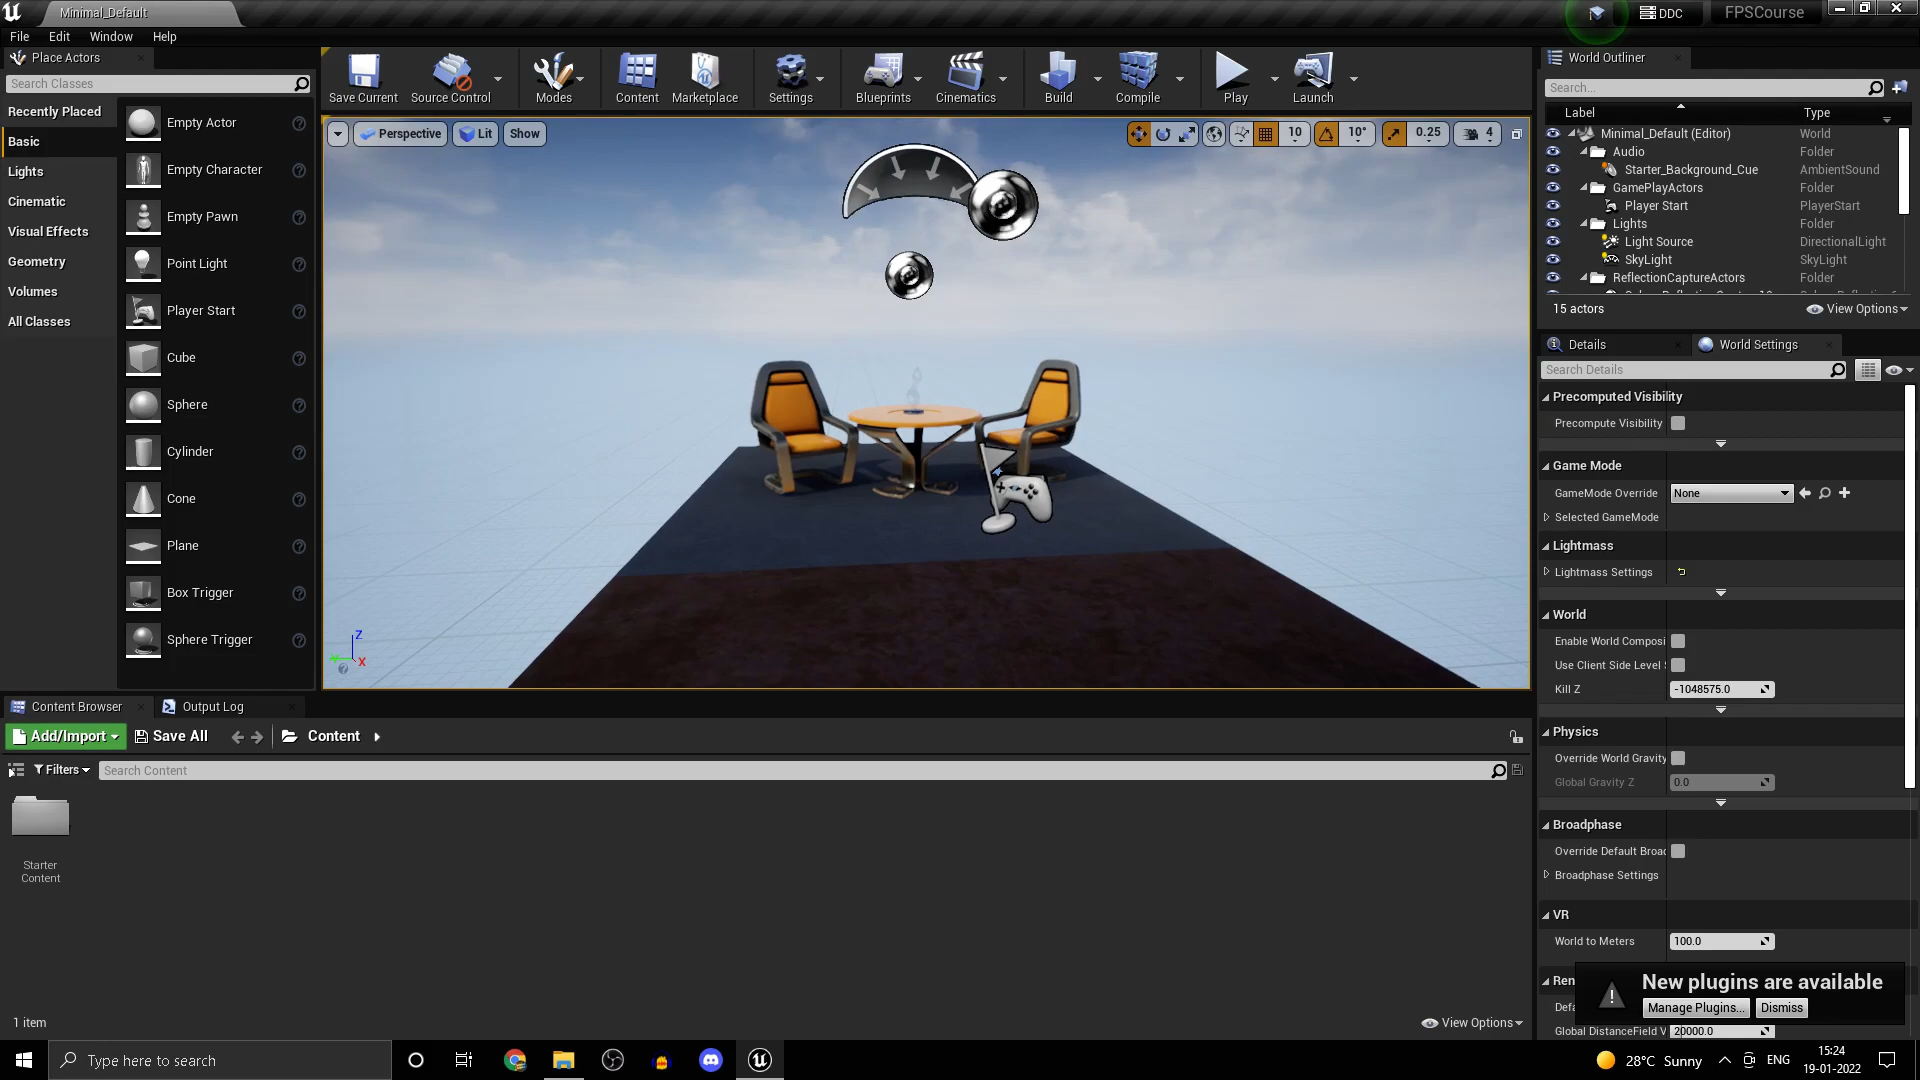 Minimal_Default
DDC
FPSCourse
File Edit Window Help
Place Actors
Search Classes
Recently Placed
Basic
Lights
Cinematic
Visual Effects
Geometry
Volumes
All Classes
Empty Actor
Empty Character
Empty Pawn
Point Light
Player Start
Cube
Sphere
Cylinder
Cone
Plane
Box Trigger
Sphere Trigger
Save Current
Source Control
Modes
Content
Marketplace
Settings
Blueprints
Cinematics
Build
Compile
Play
Launch
Perspective Lit Show
10 10° 0.25 4
Z
X
World Outliner
Search...
Label Type
Minimal_Default (Editor) World
Audio Folder
Starter_Background_Cue AmbientSound
GamePlayActors Folder
Player Start PlayerStart
Lights Folder
Light Source DirectionalLight
SkyLight SkyLight
ReflectionCaptureActors Folder
15 actors View Options
Details World Settings
Search Details
Precomputed Visibility
Precompute Visibility
Game Mode
GameMode Override None
Selected GameMode
Lightmass
Lightmass Settings
World
Enable World Composi
Use Client Side Level
Kill Z -1048575.0
Physics
Override World Gravity
Global Gravity Z 0.0
Broadphase
Override Default Broad
Broadphase Settings
VR
World to Meters 100.0
Ren
Defa
Global DistanceField V 20000.0
New plugins are available
Manage Plugins... Dismiss
Content Browser Output Log
Add/Import Save All Content
Filters Search Content
Starter
Content
1 item View Options
Type here to search
28°C Sunny ENG
15:24
19-01-2022